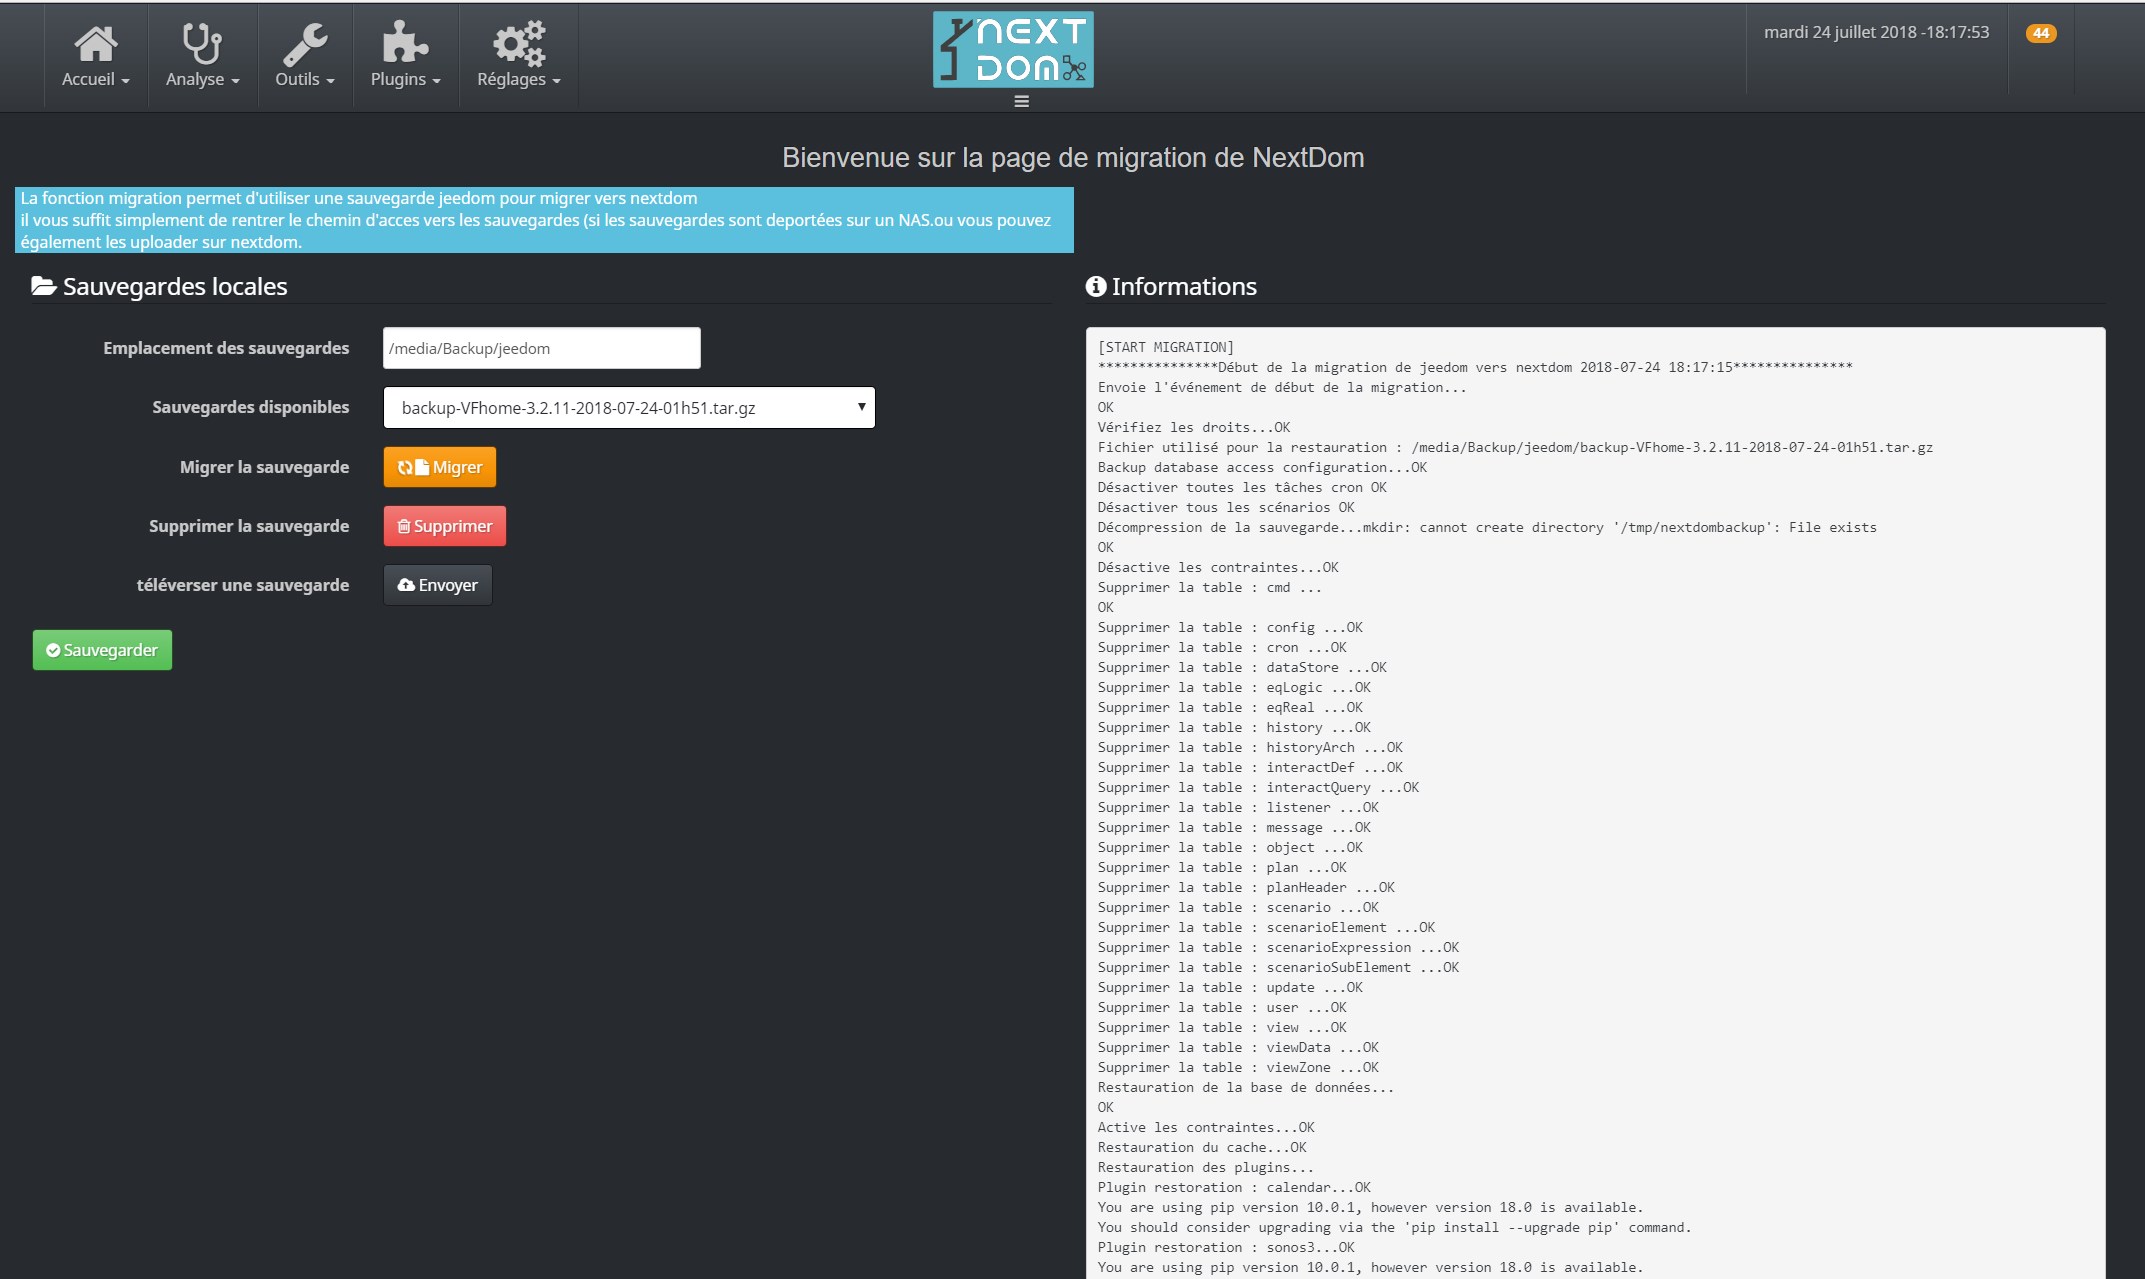 Accueil
Analyse
Outils
Plugins
Réglages
NEXT
DOM
mardi 24 juillet 2018 -18:17:53
44
Bienvenue sur la page de migration de NextDom
La fonction migration permet d'utiliser une sauvegarde jeedom pour migrer vers nextdom
il vous suffit simplement de rentrer le chemin d'acces vers les sauvegardes (si les sauvegardes sont deportées sur un NAS.ou vous pouvez
également les uploader sur nextdom.
Sauvegardes locales
Emplacement des sauvegardes
/media/Backup/jeedom
Sauvegardes disponibles
backup-VFhome-3.2.11-2018-07-24-01h51.tar.gz
Migrer la sauvegarde
Migrer
Supprimer la sauvegarde
Supprimer
téléverser une sauvegarde
Envoyer
Sauvegarder
Informations
[START MIGRATION]
***************Début de la migration de jeedom vers nextdom 2018-07-24 18:17:15***************
Envoie l'événement de début de la migration...
OK
Vérifiez les droits...OK
Fichier utilisé pour la restauration : /media/Backup/jeedom/backup-VFhome-3.2.11-2018-07-24-01h51.tar.gz
Backup database access configuration...OK
Désactiver toutes les tâches cron OK
Désactiver tous les scénarios OK
Décompression de la sauvegarde...mkdir: cannot create directory '/tmp/nextdombackup': File exists
OK
Désactive les contraintes...OK
Supprimer la table : cmd ...
OK
Supprimer la table : config ...OK
Supprimer la table : cron ...OK
Supprimer la table : dataStore ...OK
Supprimer la table : eqLogic ...OK
Supprimer la table : eqReal ...OK
Supprimer la table : history ...OK
Supprimer la table : historyArch ...OK
Supprimer la table : interactDef ...OK
Supprimer la table : interactQuery ...OK
Supprimer la table : listener ...OK
Supprimer la table : message ...OK
Supprimer la table : object ...OK
Supprimer la table : plan ...OK
Supprimer la table : planHeader ...OK
Supprimer la table : scenario ...OK
Supprimer la table : scenarioElement ...OK
Supprimer la table : scenarioExpression ...OK
Supprimer la table : scenarioSubElement ...OK
Supprimer la table : update ...OK
Supprimer la table : user ...OK
Supprimer la table : view ...OK
Supprimer la table : viewData ...OK
Supprimer la table : viewZone ...OK
Restauration de la base de données...
OK
Active les contraintes...OK
Restauration du cache...OK
Restauration des plugins...
Plugin restoration : calendar...OK
You are using pip version 10.0.1, however version 18.0 is available.
You should consider upgrading via the 'pip install --upgrade pip' command.
Plugin restoration : sonos3...OK
You are using pip version 10.0.1, however version 18.0 is available.